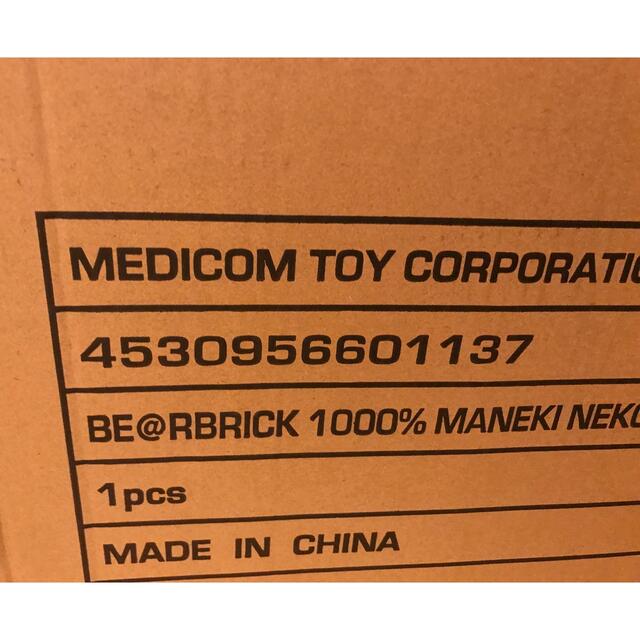 MEDICOM TOY CORPORATIO
4530956601137
BE@RBRICK 1000% MANEKI NEKO
1pcs
MADE IN CHINA